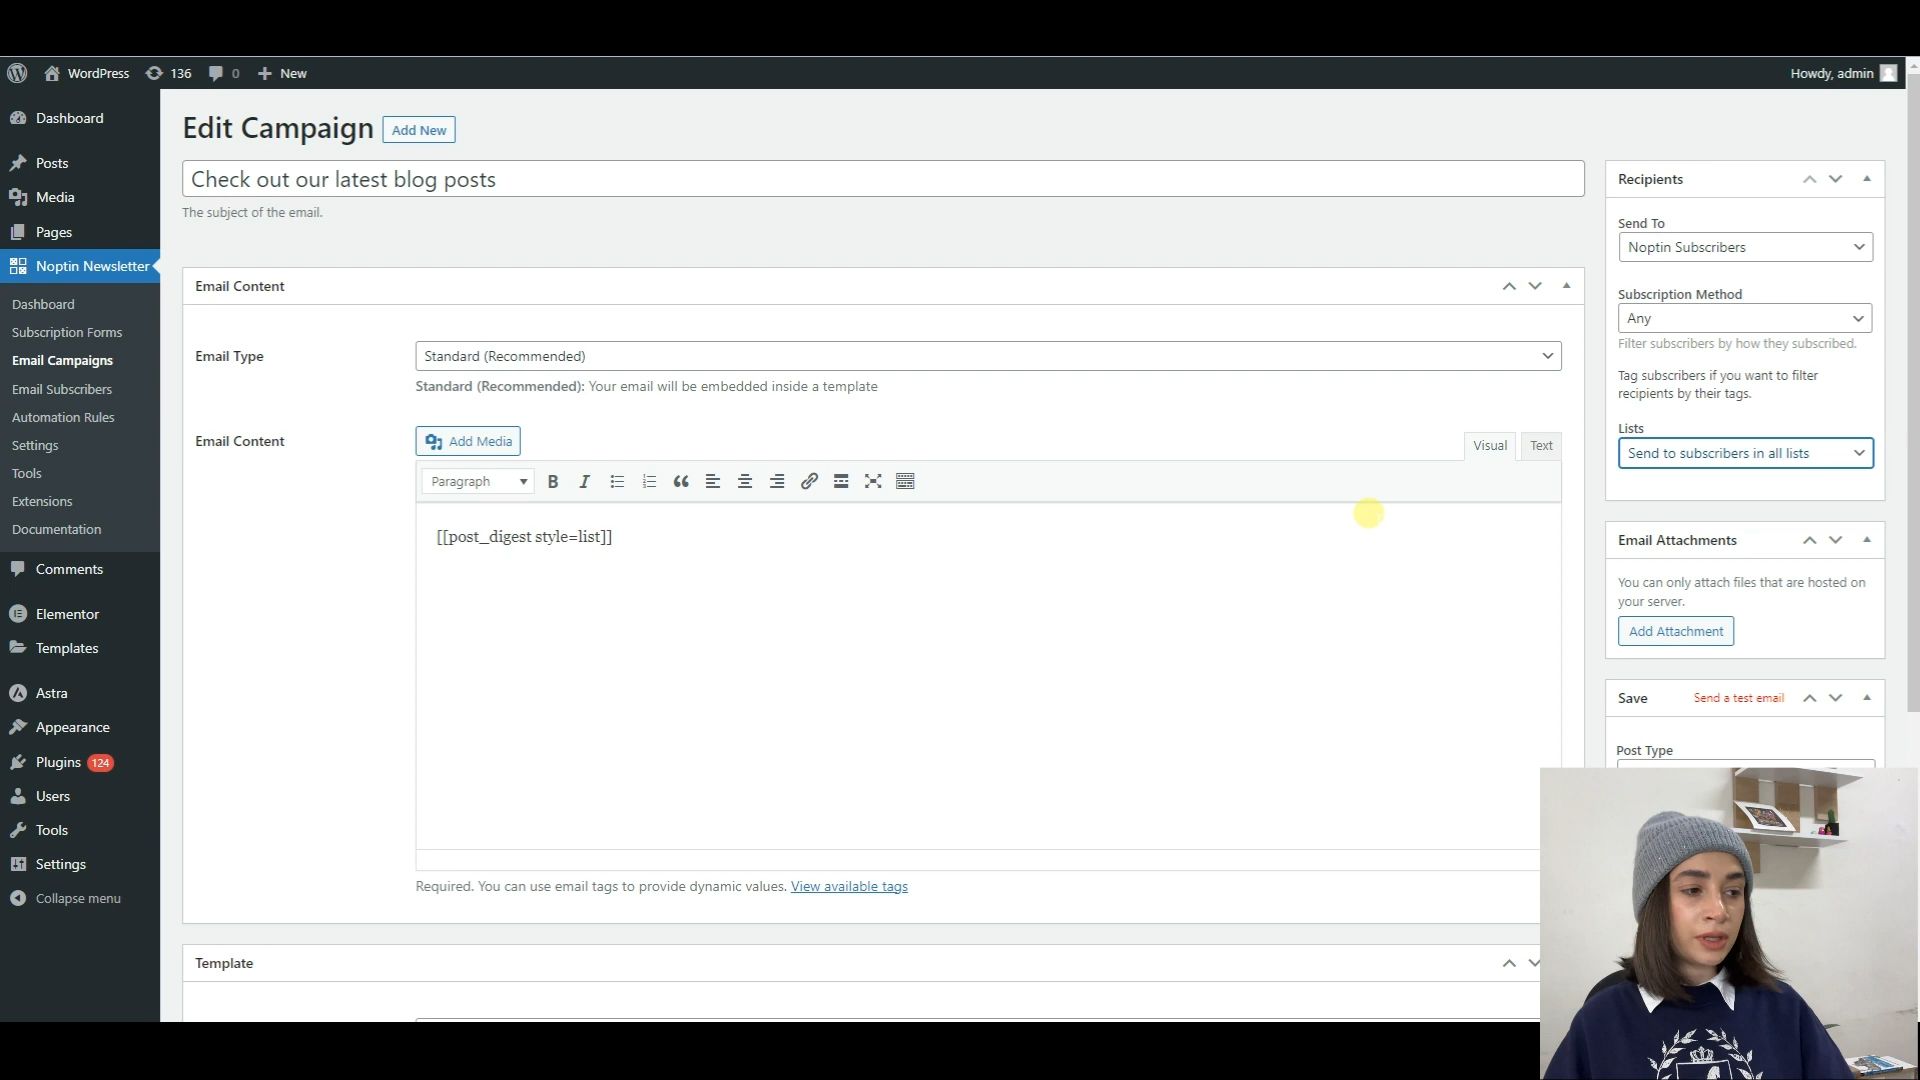 WordPress 136 0 New
Howdy, admin
Dashboard
Posts
Media
Pages
Noptin Newsletter
Dashboard
Subscription Forms
Email Campaigns
Email Subscribers
Automation Rules
Settings
Tools
Extensions
Documentation
Comments
Elementor
Templates
Astra
Appearance
Plugins 124
Users
Tools
Settings
Collapse menu
Edit Campaign Add New
Check out our latest blog posts
The subject of the email.
Email Content
Email Type
Standard (Recommended)
Standard (Recommended): Your email will be embedded inside a template
Email Content
Add Media
Visual Text
Paragraph
[[post_digest style=list]]
Required. You can use email tags to provide dynamic values. View available tags
Template
Recipients
Send To
Noptin Subscribers
Subscription Method
Any
Filter subscribers by how they subscribed.
Tag subscribers if you want to filter
recipients by their tags.
Lists
Send to subscribers in all lists
Email Attachments
You can only attach files that are hosted on
your server.
Add Attachment
Save Send a test email
Post Type